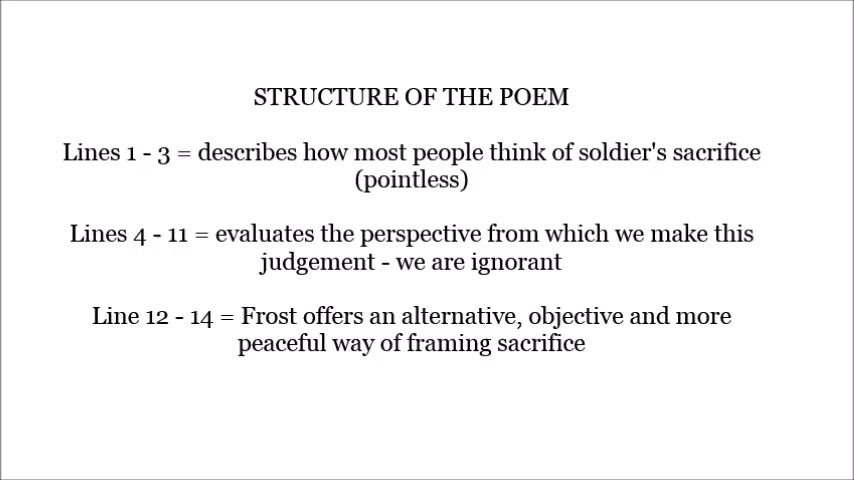 STRUCTURE OF THE POEM
Lines 1 - 3 = describes how most people think of soldier's sacrifice
(pointless)
Lines 4 - 11 = evaluates the perspective from which we make this
judgement - we are ignorant
Line 12 - 14 = Frost offers an alternative, objective and more
peaceful way of framing sacrifice